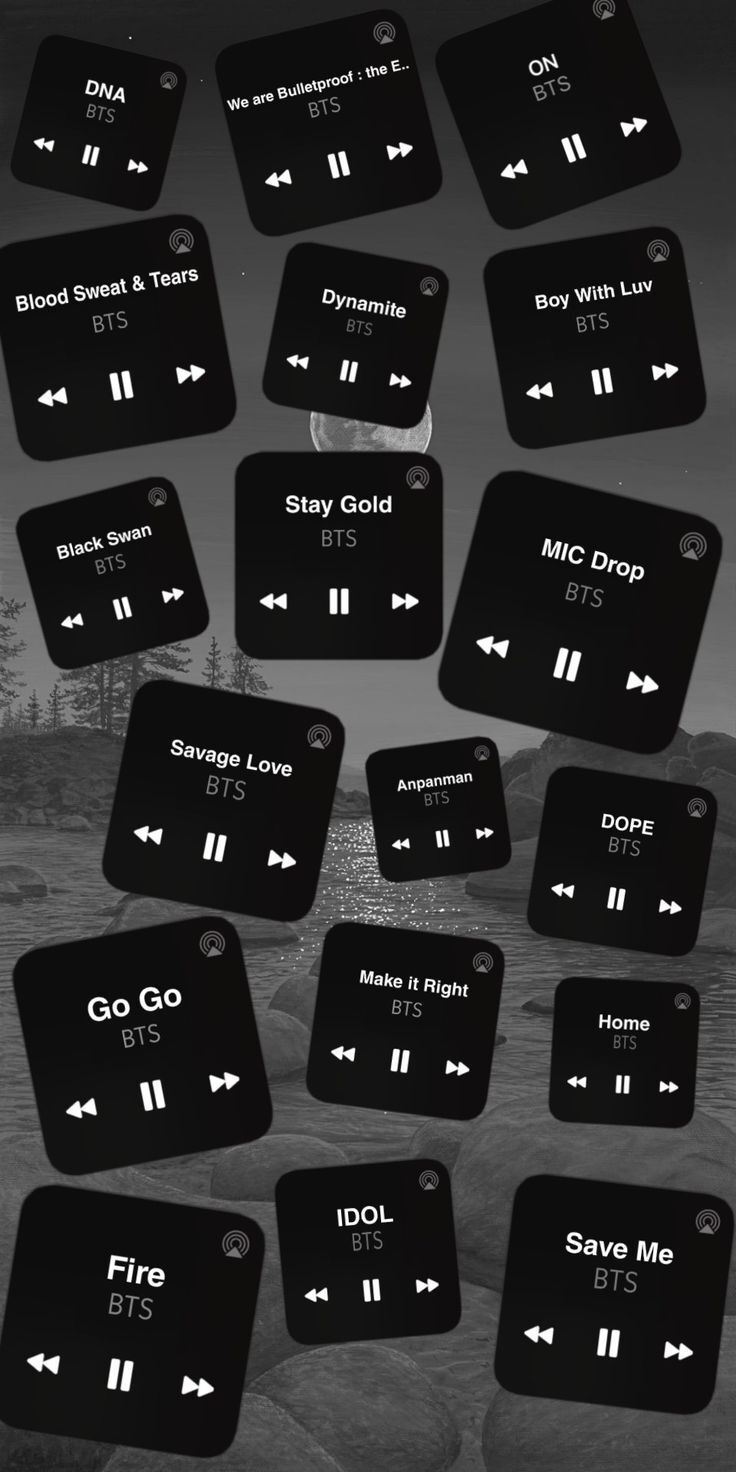 DNA
BTS
We are Bulletproof : the E..
BTS
ON
BTS
Blood Sweat & Tears
BTS
Dynamite
BTS
Boy With Luv
BTS
Black Swan
BTS
Stay Gold
BTS
MIC Drop
BTS
Savage Love
BTS
Anpanman
BTS
DOPE
BTS
Go Go
BTS
Make it Right
BTS
Home
BTS
Fire
BTS
IDOL
BTS
Save Me
BTS